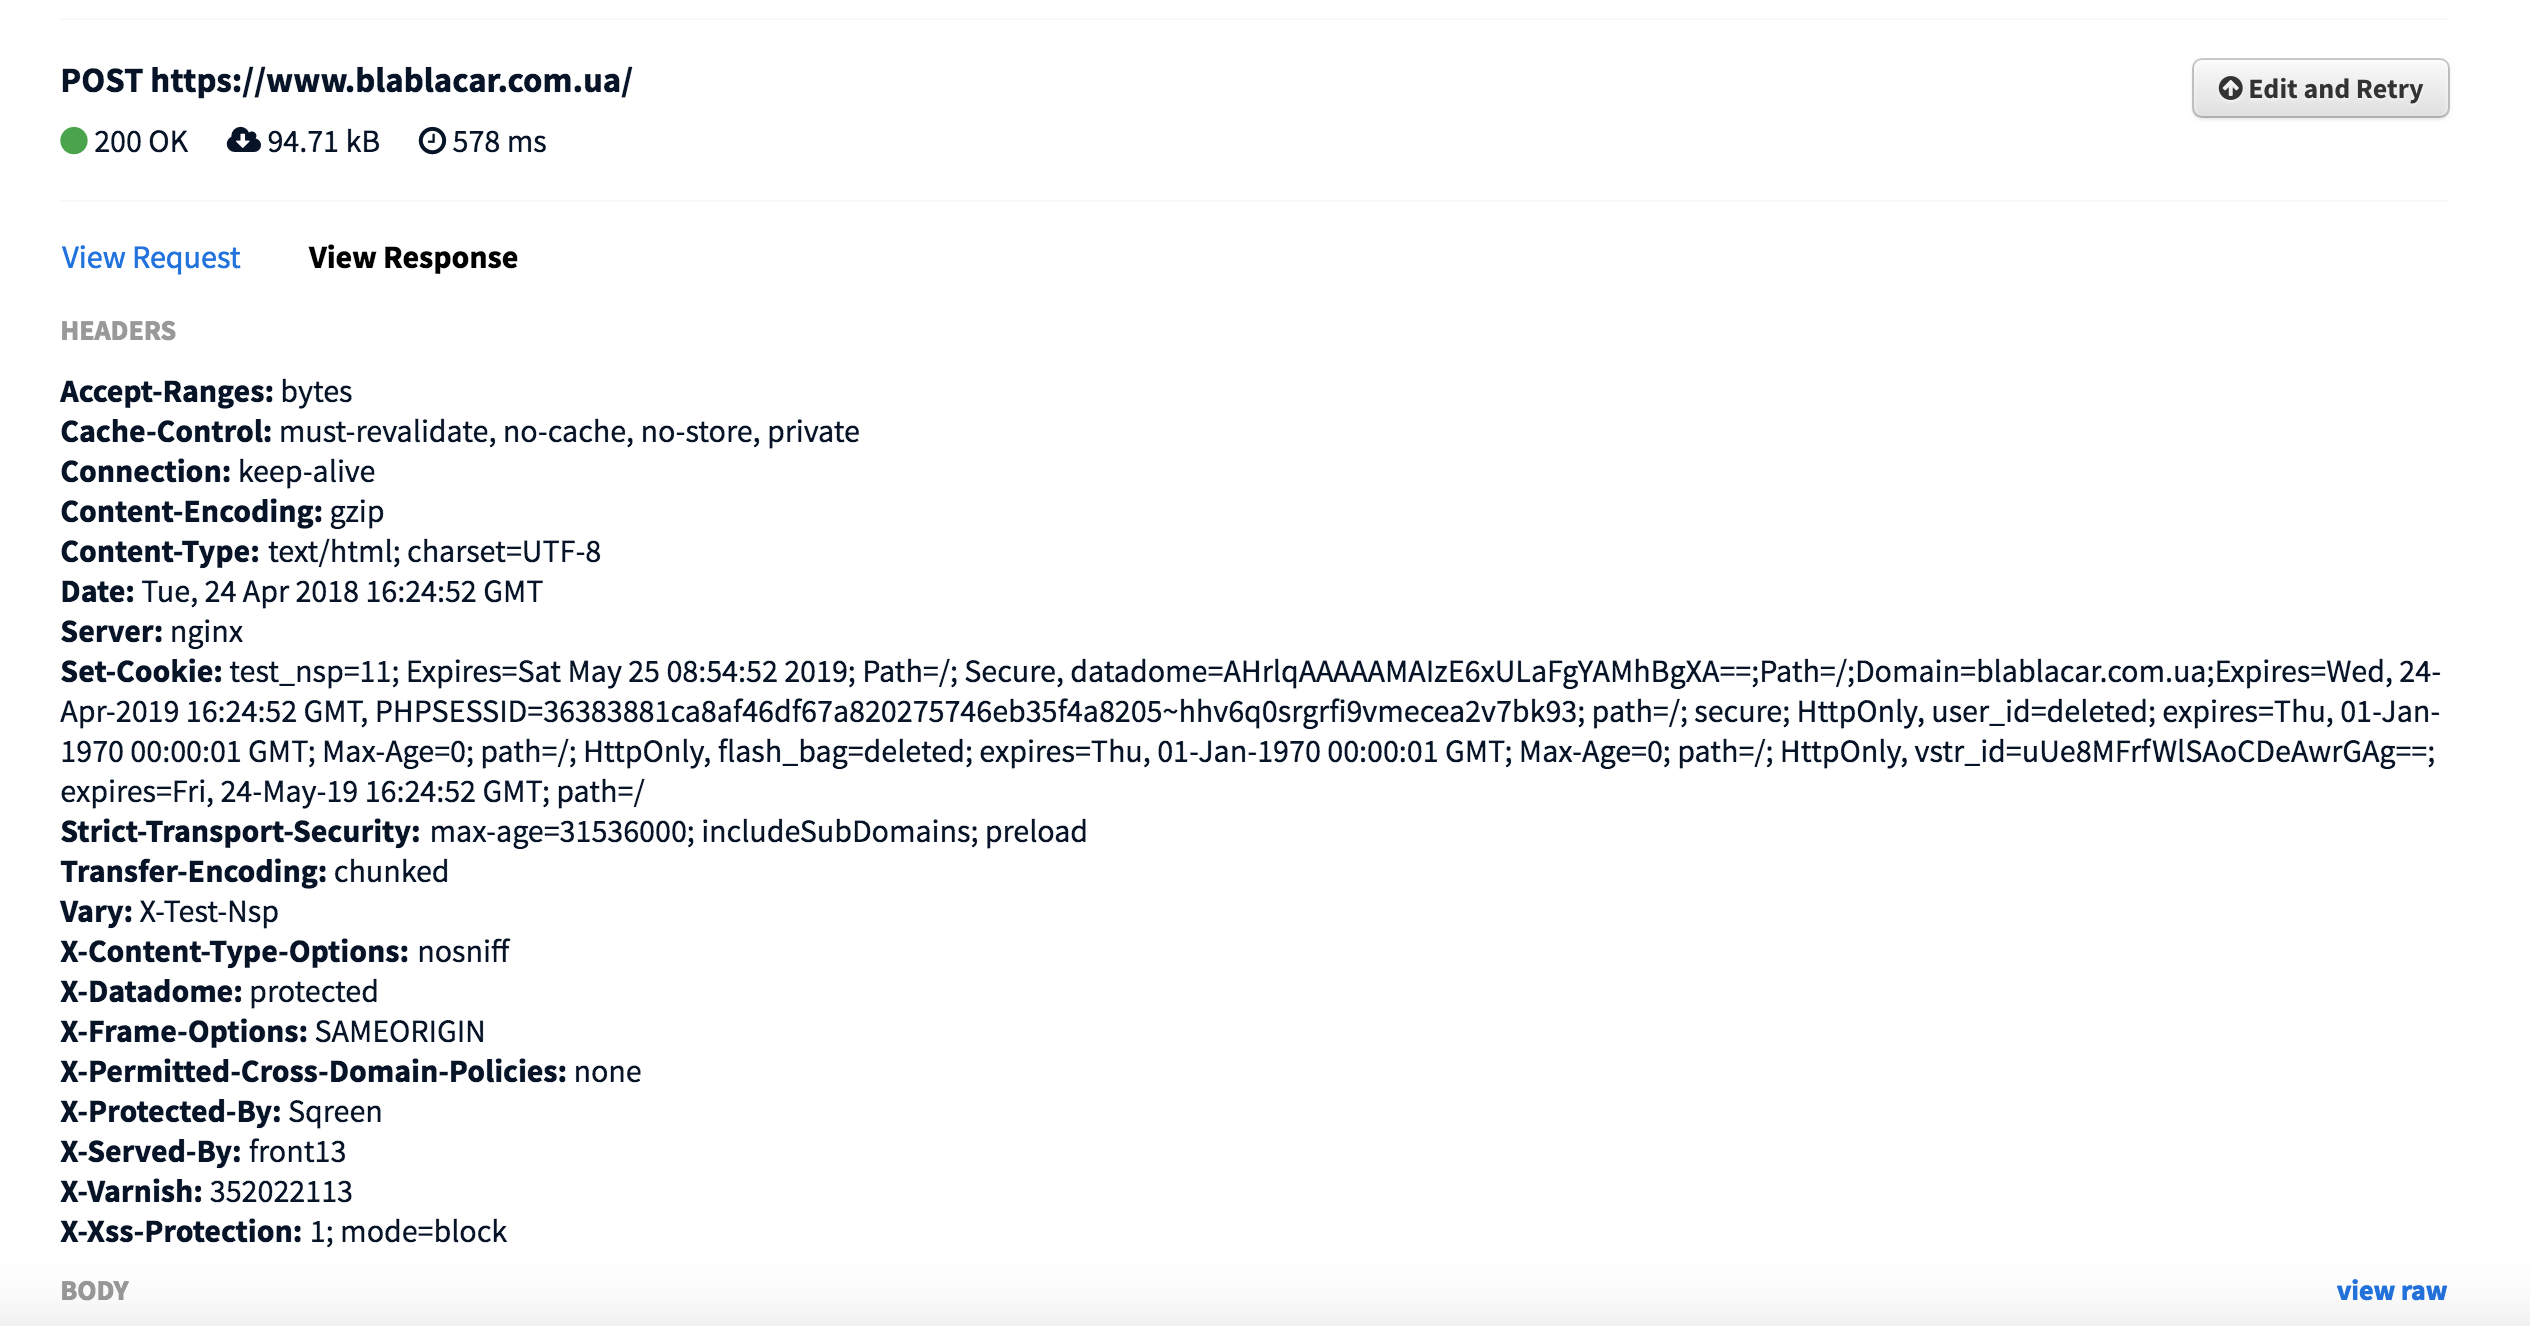 POST https://www.blablacar.com.ua/
Edit and Retry
200 OK 94.71 kB 578 ms
View Request View Response
HEADERS
Accept-Ranges: bytes
Cache-Control: must-revalidate, no-cache, no-store, private
Connection: keep-alive
Content-Encoding: gzip
Content-Type: text/html; charset=UTF-8
Date: Tue, 24 Apr 2018 16:24:52 GMT
Server: nginx
Set-Cookie: test_nsp=11; Expires=Sat May 25 08:54:52 2019; Path=/; Secure, datadome=AHrlqAAAAAMAIzE6xULaFgYAMhBgXA==;Path=/;Domain=blablacar.com.ua;Expires=Wed, 24-
Apr-2019 16:24:52 GMT, PHPSESSID=36383881ca8af46df67a820275746eb35f4a8205~hhv6q0srgrfi9vmecea2v7bk93; path=/; secure; HttpOnly, user_id=deleted; expires=Thu, 01-Jan-
1970 00:00:01 GMT; Max-Age=0; path=/; HttpOnly, flash_bag=deleted; expires=Thu, 01-Jan-1970 00:00:01 GMT; Max-Age=0; path=/; HttpOnly, vstr_id=uUe8MFrfWlSAoCDeAwrGAg==;
expires=Fri, 24-May-19 16:24:52 GMT; path=/
Strict-Transport-Security: max-age=31536000; includeSubDomains; preload
Transfer-Encoding: chunked
Vary: X-Test-Nsp
X-Content-Type-Options: nosniff
X-Datadome: protected
X-Frame-Options: SAMEORIGIN
X-Permitted-Cross-Domain-Policies: none
X-Protected-By: Sqreen
X-Served-By: front13
X-Varnish: 352022113
X-Xss-Protection: 1; mode=block
BODY view raw